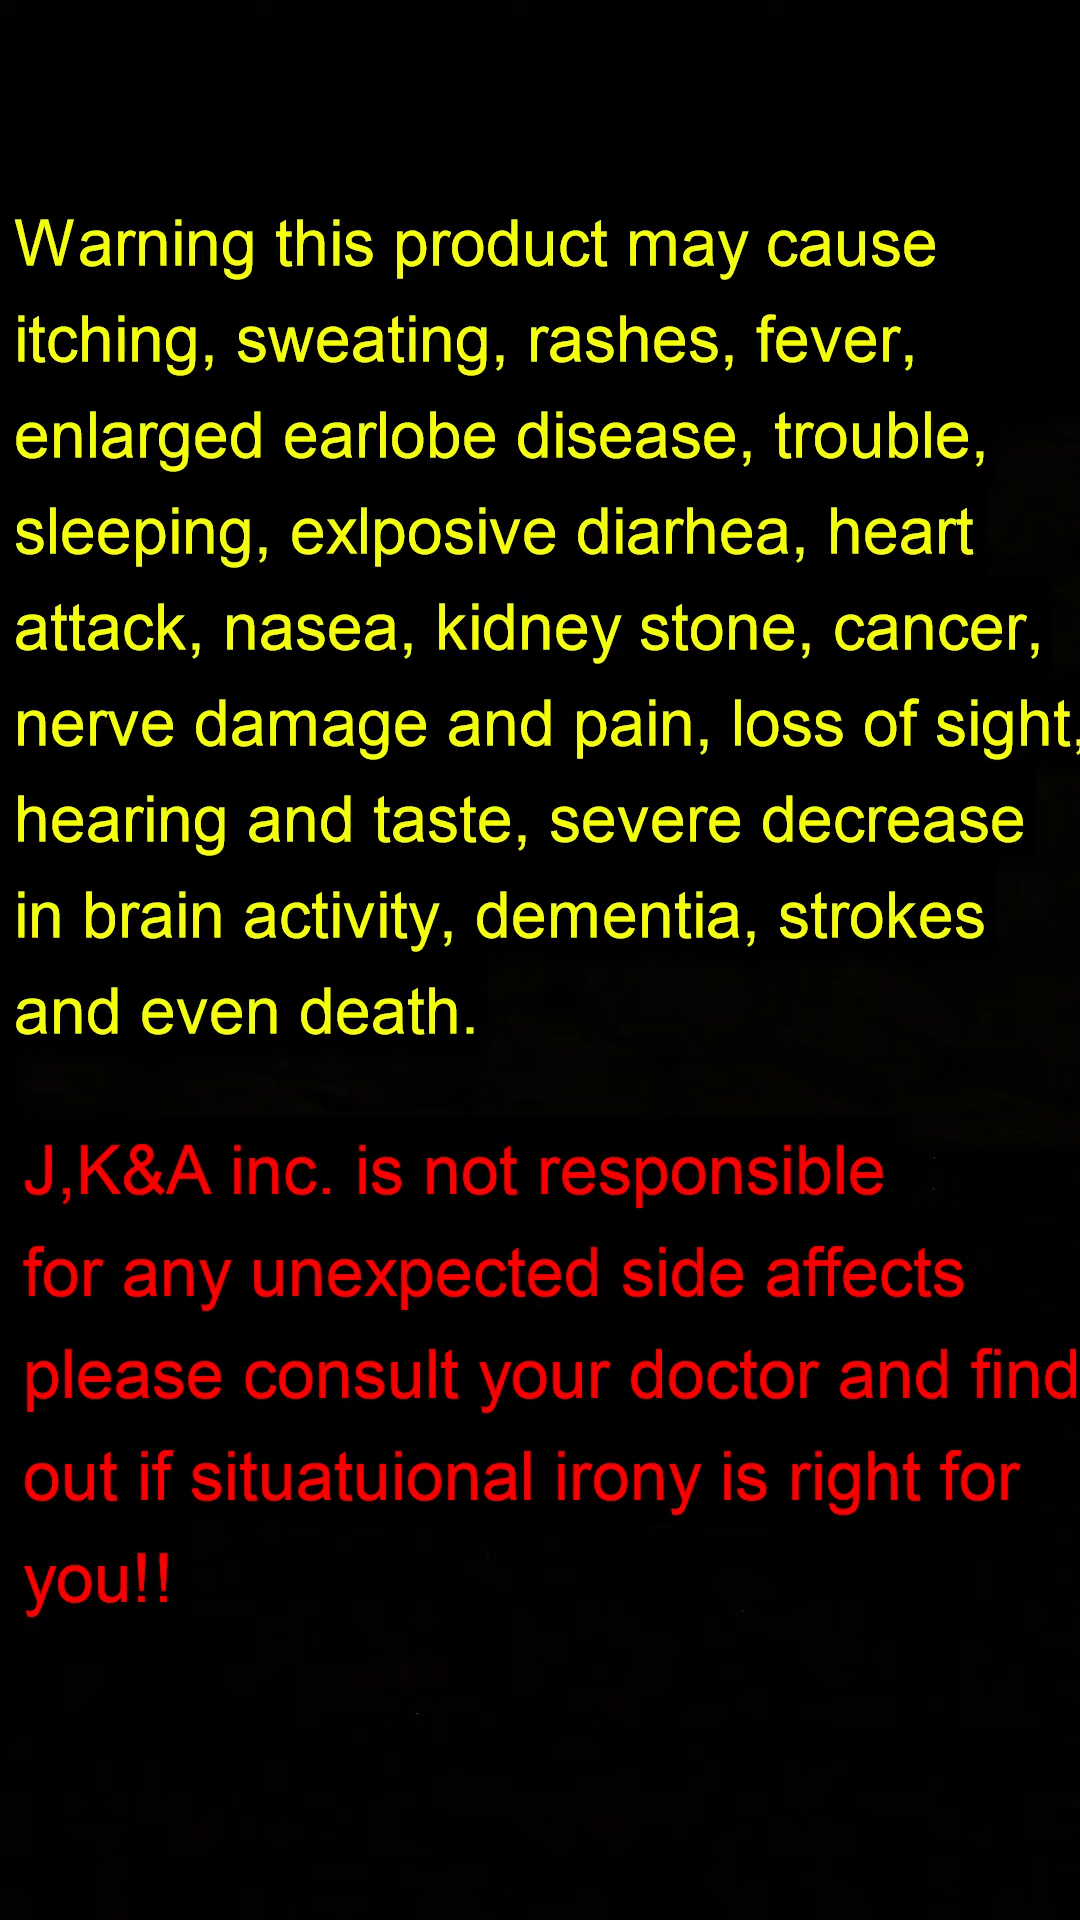 Warning this product may cause
itching, sweating, rashes, fever,
enlarged earlobe disease, trouble,
sleeping, exlposive diarhea, heart
attack, nasea, kidney stone, cancer,
nerve damage and pain, loss of sight,
hearing and taste, severe decrease
in brain activity, dementia, strokes
and even death.
J,K&A inc. is not responsible
for any unexpected side affects
please consult your doctor and find
out if situatuional irony is right for
you!!